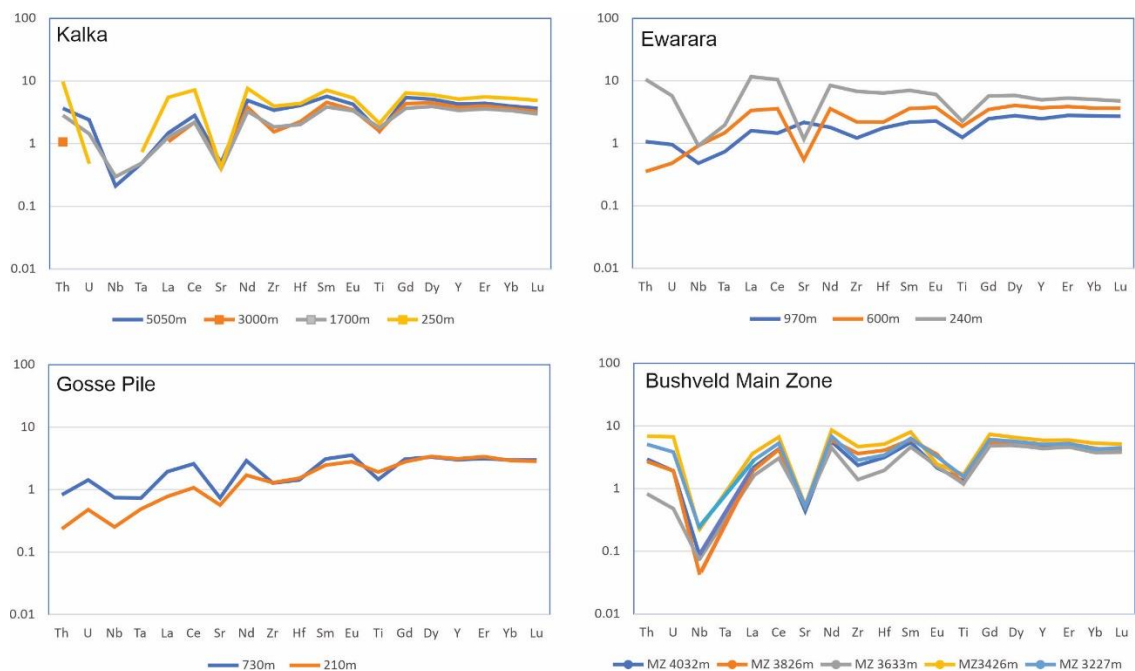 Kalka
100
10
1
0.1
0.01
Th U Nb Ta La Ce Sr Nd Zr Hf Sm Eu Ti Gd Dy Y Er Yb Lu
5050m 3000m 1700m 250m
Ewarara
100
10
1
0.1
0.01
Th U Nb Ta La Ce Sr Nd Zr Hf Sm Eu Ti Gd Dy Y Er Yb Lu
970m 600m 240m
Gosse Pile
100
10
1
0.1
0.01
Th U Nb Ta La Ce Sr Nd Zr Hf Sm Eu Ti Gd Dy Y Er Yb Lu
730m 210m
Bushveld Main Zone
100
10
1
0.1
0.01
Th U Nb Ta La Ce Sr Nd Zr Hf Sm Eu Ti Gd Dy Y Er Yb Lu
MZ 4032m MZ 3826m MZ 3633m MZ3426m MZ 3227m